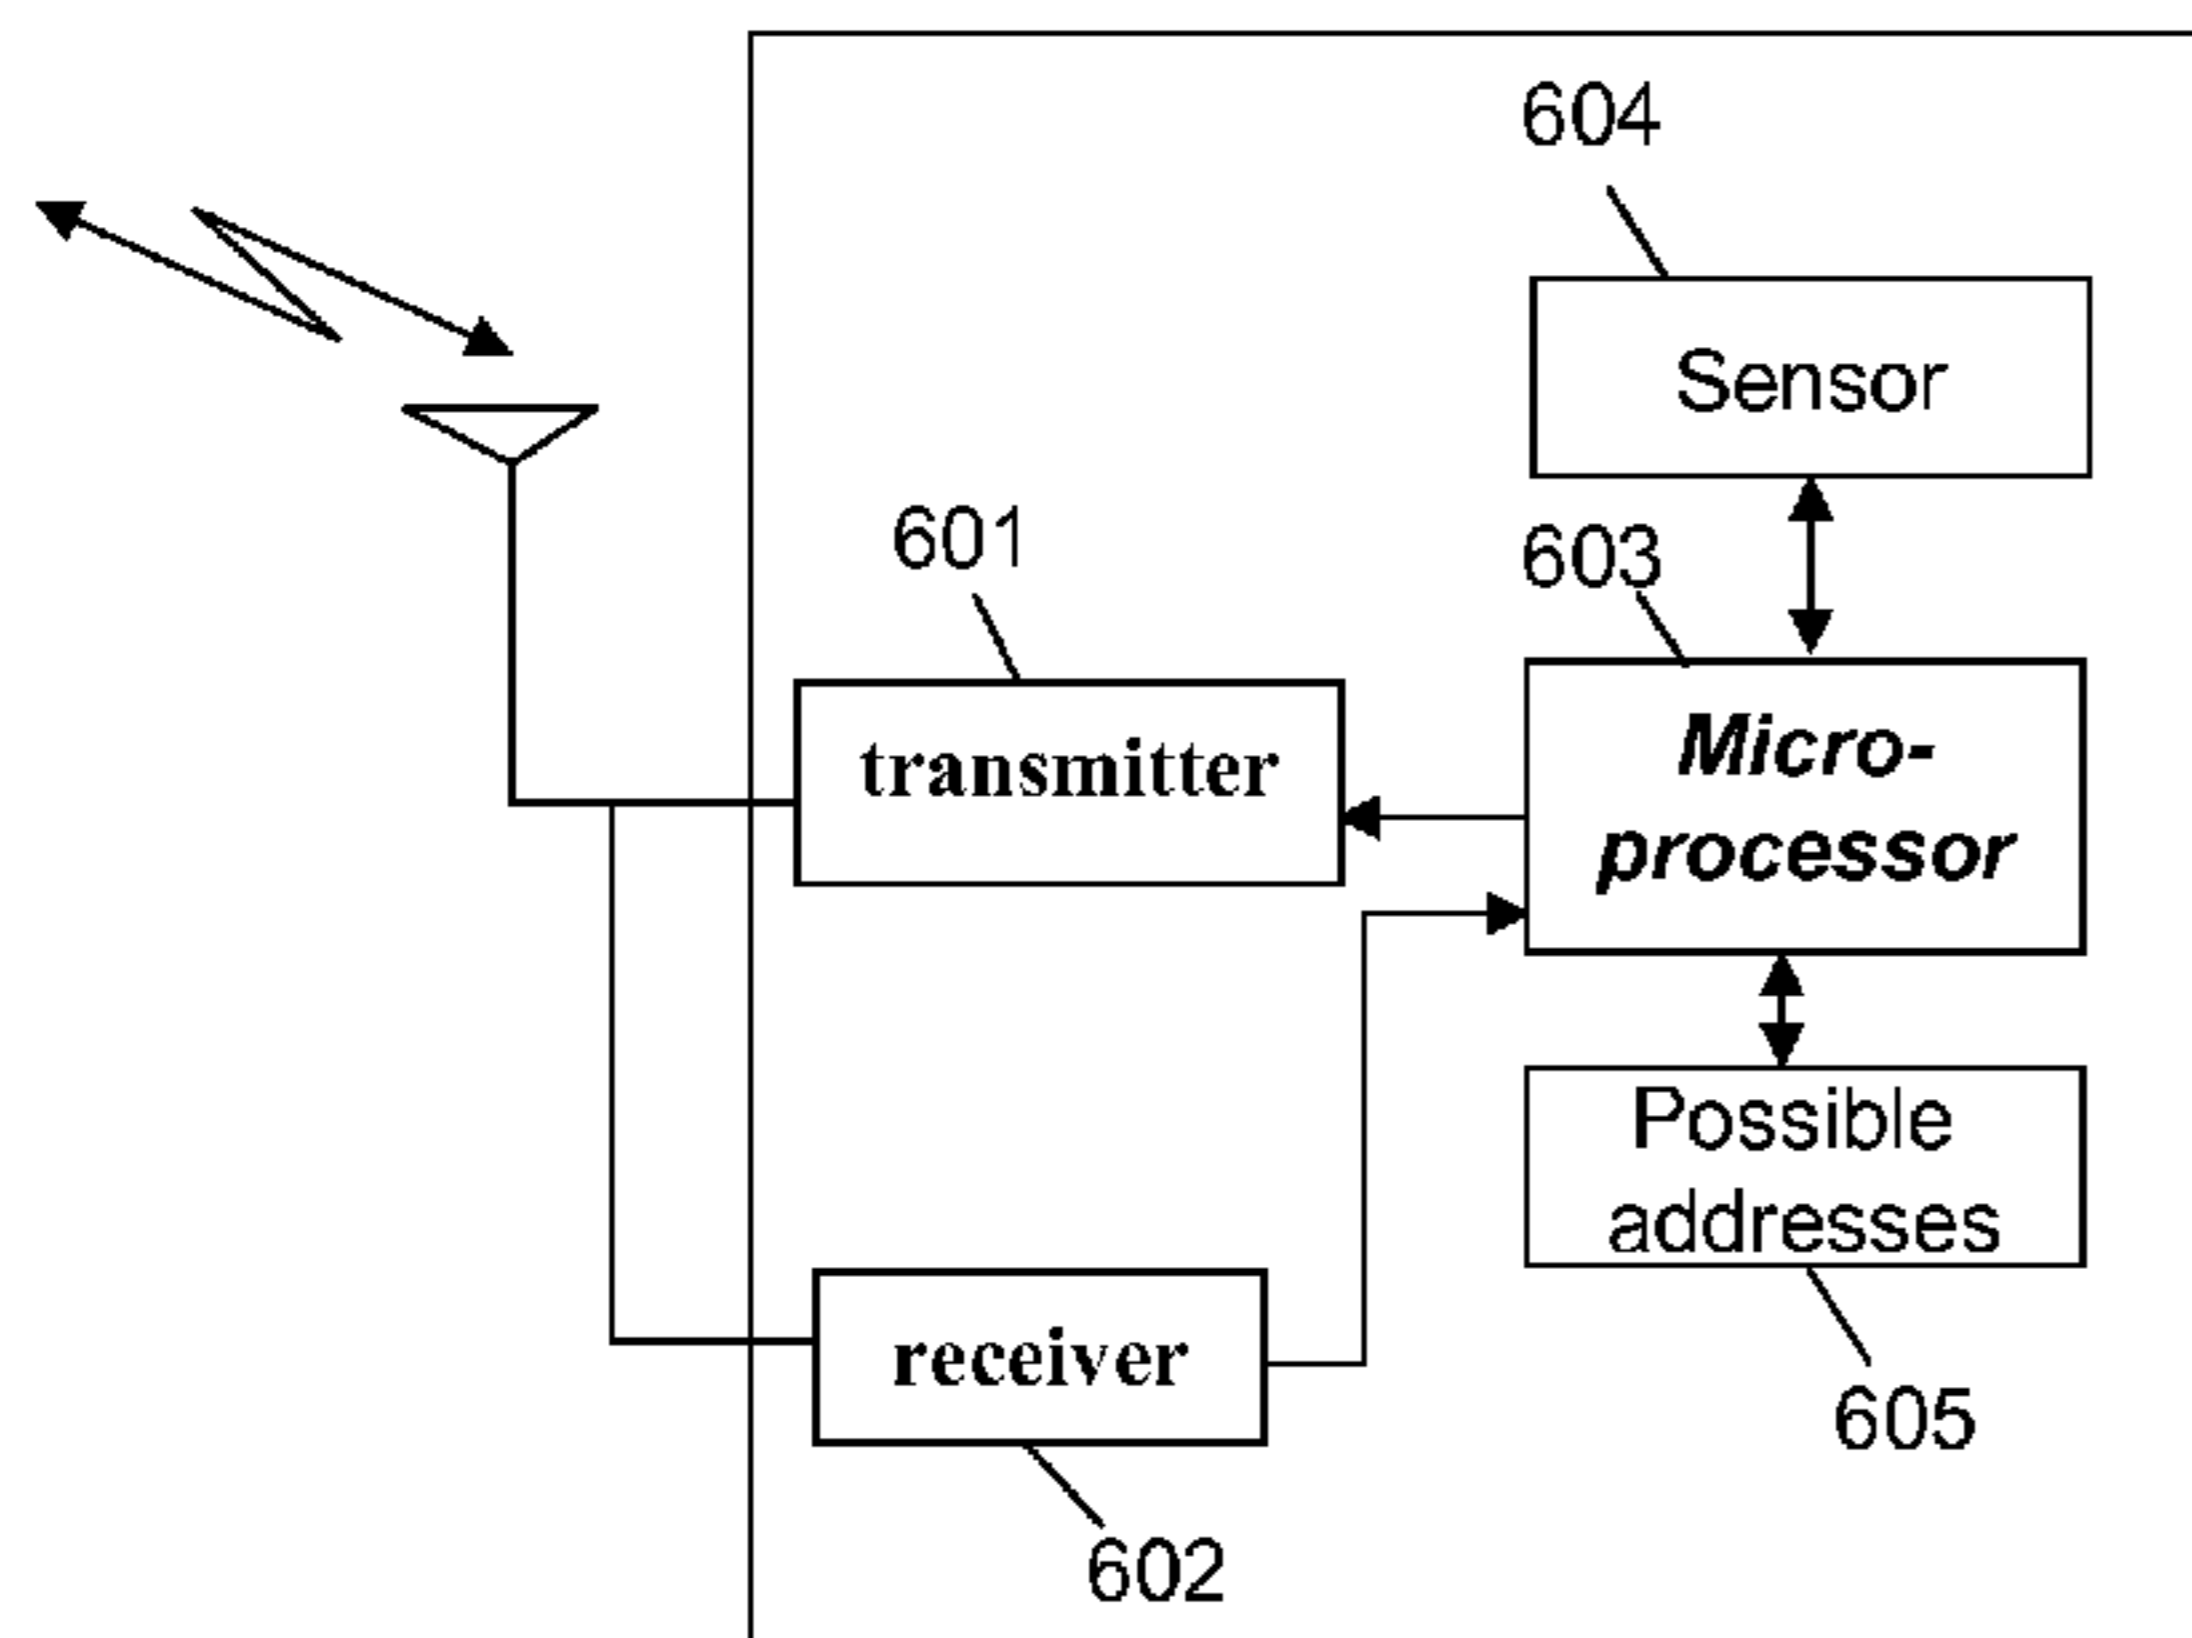 604
Sensor
601
603
transmitter
Micro-
processor
Possible
addresses
receiver
605
602